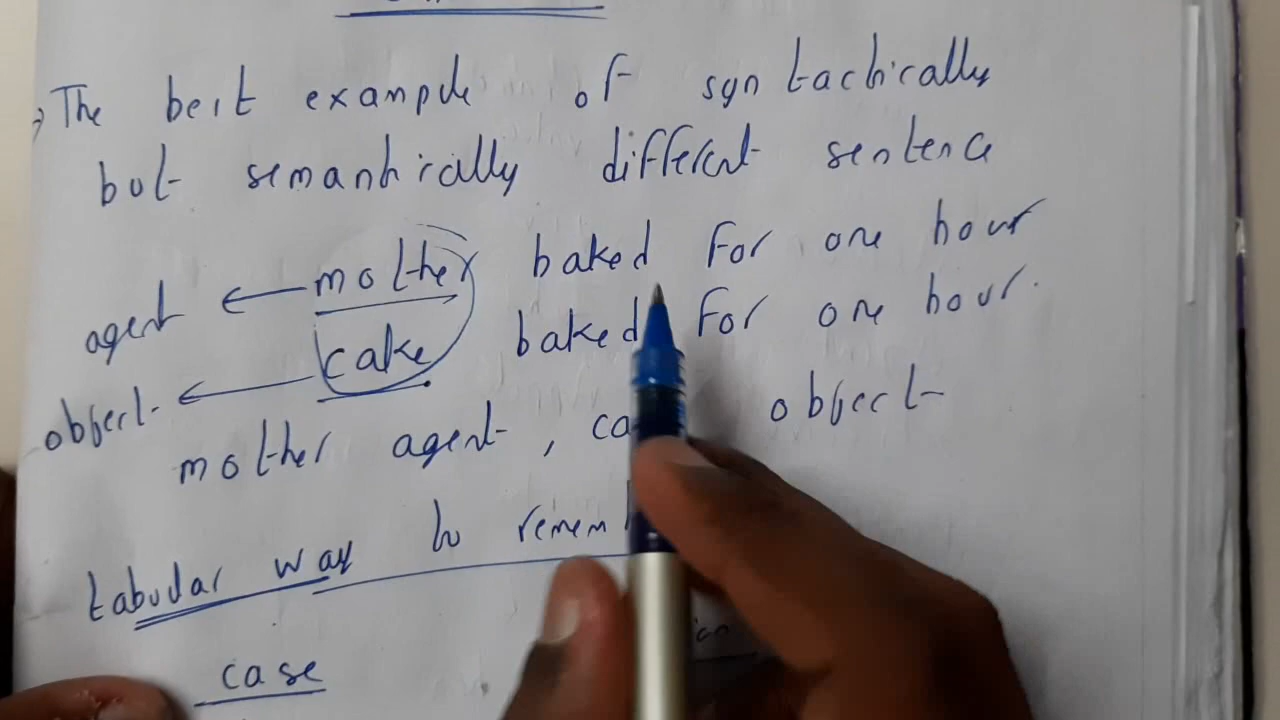 The best example of syntactically
but semantically different sentence
agent ← mother baked for one hour
object ← cake baked for one hour.
mother agent, object
tabular way to
case